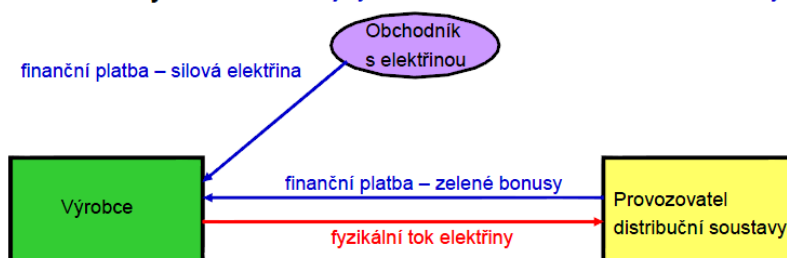 Obchodník
s elektřinou
finanční platba – silová elektřina
finanční platba – zelené bonusy
Výrobce
Provozovatel
distribuční soustavy
fyzikální tok elektřiny